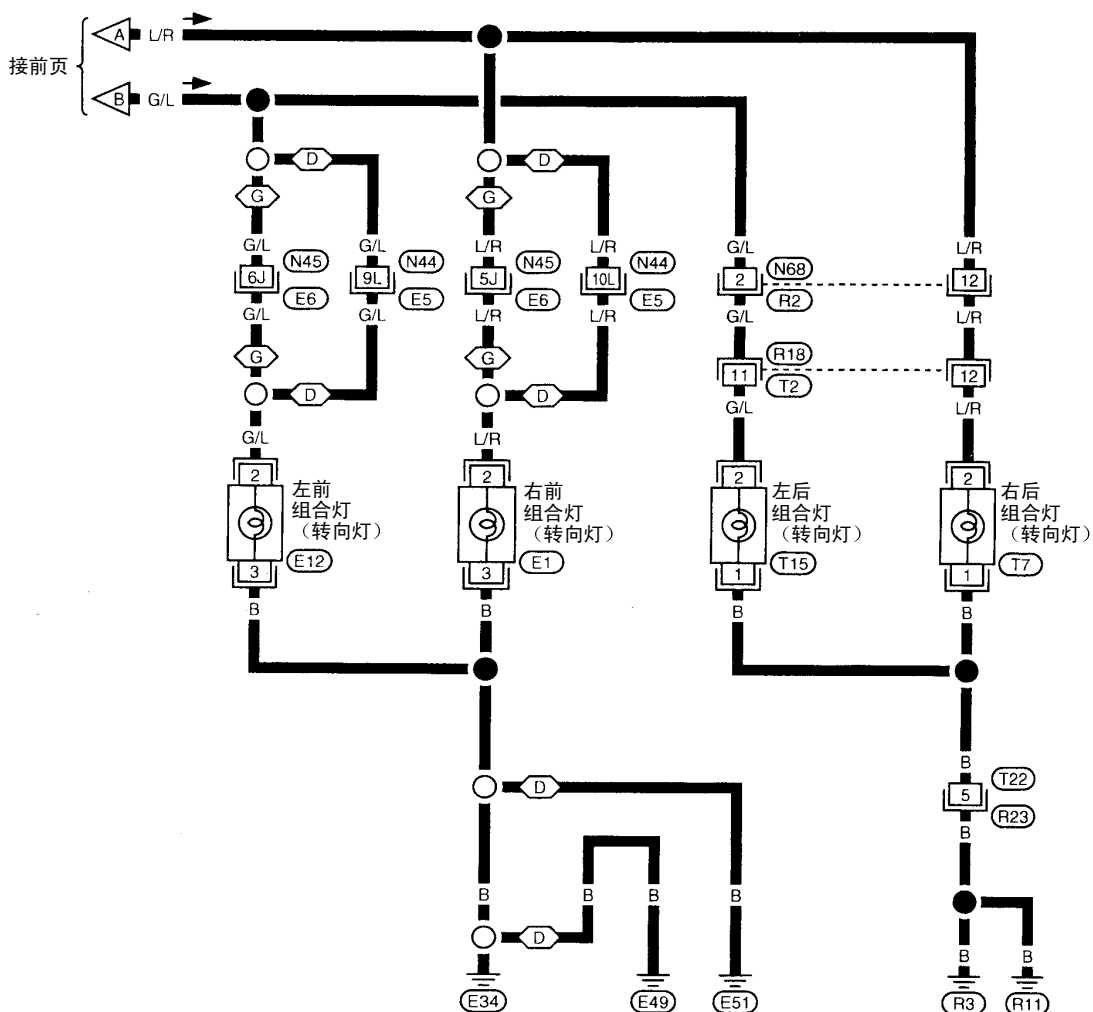 A L/R
接前页
B G/L
D D
G G
G/L G/L L/R L/R G/L L/R
6J N45 9L N44 5J N45 10L N44 2 N68 12
E6 E5 E6 E5 R2
G/L G/L L/R L/R G/L L/R
G G 11 R18 12
T2
D D
G/L L/R G/L L/R
2 左前
组合灯
(转向灯)
3 E12
B
2 右前
组合灯
(转向灯)
3 E1
B
2 左后
组合灯
(转向灯)
1 T15
B
2 右后
组合灯
(转向灯)
1 T7
B
D
B
5 T22
R23
B
B B B B
D
B B
E34 E49 E51 R3 R11